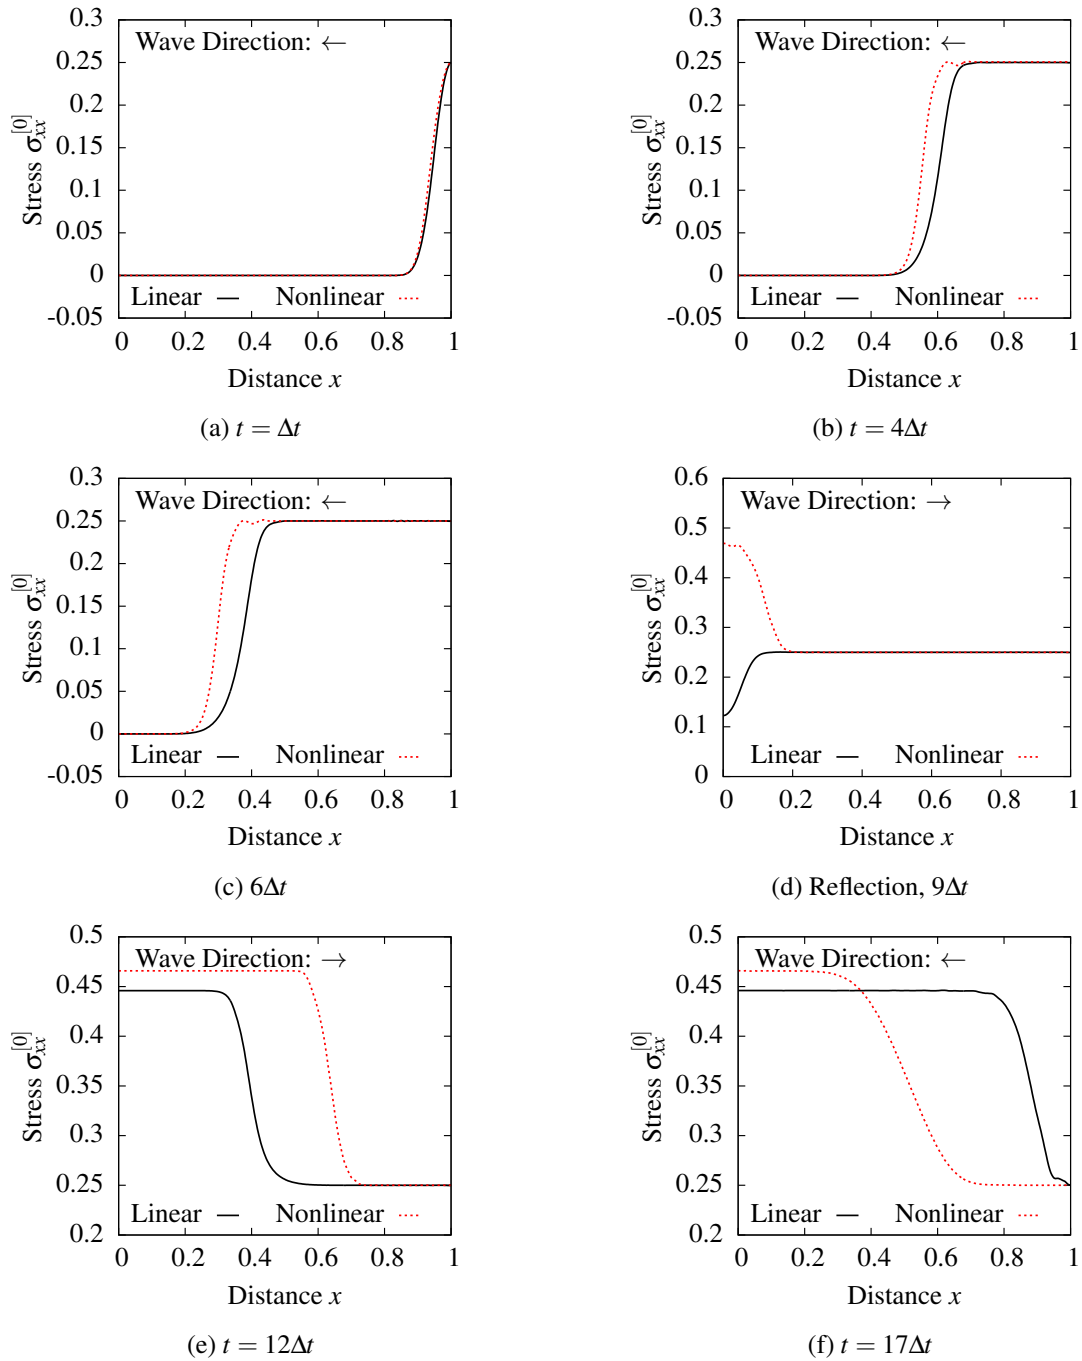 0.3
0.25
0.2
0.15
0.1
0.05
0
-0.05
Stress σ_xx^[0]
Wave Direction: ←
Linear Nonlinear
0 0.2 0.4 0.6 0.8 1
Distance x
(a) t = Δt
0.3
0.25
0.2
0.15
0.1
0.05
0
-0.05
Stress σ_xx^[0]
Wave Direction: ←
Linear Nonlinear
0 0.2 0.4 0.6 0.8 1
Distance x
(b) t = 4Δt
0.3
0.25
0.2
0.15
0.1
0.05
0
-0.05
Stress σ_xx^[0]
Wave Direction: ←
Linear Nonlinear
0 0.2 0.4 0.6 0.8 1
Distance x
(c) 6Δt
0.6
0.5
0.4
0.3
0.2
0.1
0
Stress σ_xx^[0]
Wave Direction: →
Linear Nonlinear
0 0.2 0.4 0.6 0.8 1
Distance x
(d) Reflection, 9Δt
0.5
0.45
0.4
0.35
0.3
0.25
0.2
Stress σ_xx^[0]
Wave Direction: →
Linear Nonlinear
0 0.2 0.4 0.6 0.8 1
Distance x
(e) t = 12Δt
0.5
0.45
0.4
0.35
0.3
0.25
0.2
Stress σ_xx^[0]
Wave Direction: ←
Linear Nonlinear
0 0.2 0.4 0.6 0.8 1
Distance x
(f) t = 17Δt